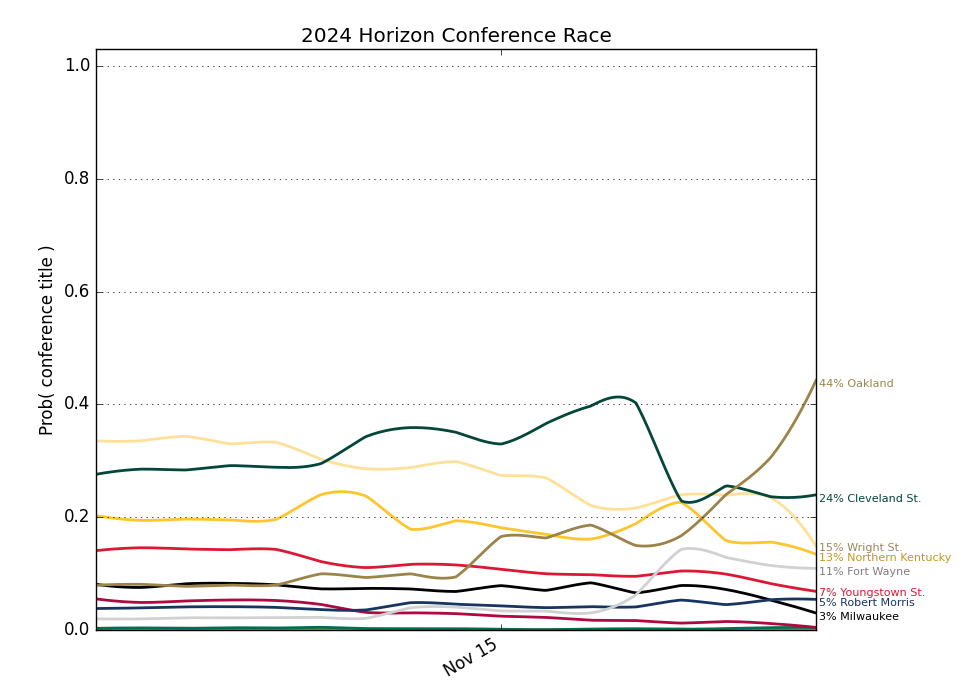 2024 Horizon Conference Race
1.0
0.8
0.6
0.4
0.2
0.0
Prob( conference title )
Nov 15
44% Oakland
24% Cleveland St.
15% Wright St.
13% Northern Kentucky
11% Fort Wayne
7% Youngstown St.
5% Robert Morris
3% Milwaukee